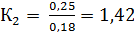 К₂ = 0,25/0,18 = 1,42